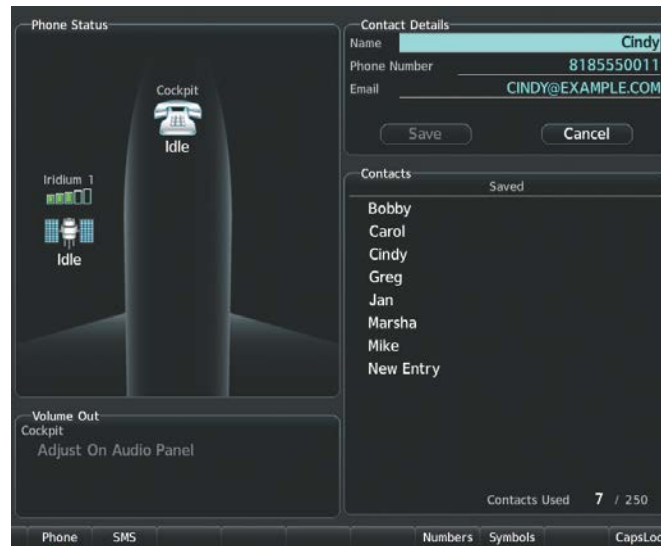 Phone Status
Cockpit
Idle
Iridium 1
Idle
Volume Out
Cockpit
Adjust On Audio Panel
Contact Details
Name Cindy
Phone Number 8185550011
Email CINDY@EXAMPLE.COM
Save Cancel
Contacts
Saved
Bobby
Carol
Cindy
Greg
Jan
Marsha
Mike
New Entry
Contacts Used 7 / 250
Phone SMS Numbers Symbols CapsLoc